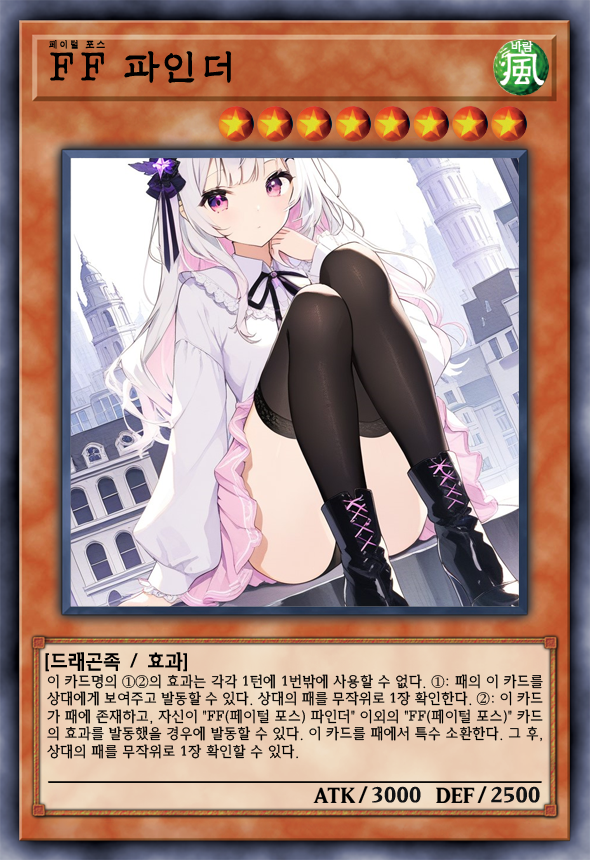 페이털 포스
FF 파인더
바람
風
[드래곤족 / 효과]
이 카드명의 ①②의 효과는 각각 1턴에 1번밖에 사용할 수 없다. ①: 패의 이 카드를
상대에게 보여주고 발동할 수 있다. 상대의 패를 무작위로 1장 확인한다. ②: 이 카드
가 패에 존재하고, 자신이 "FF(페이털 포스) 파인더" 이외의 "FF(페이털 포스)" 카드
의 효과를 발동했을 경우에 발동할 수 있다. 이 카드를 패에서 특수 소환한다. 그 후,
상대의 패를 무작위로 1장 확인할 수 있다.
ATK/3000 DEF/2500